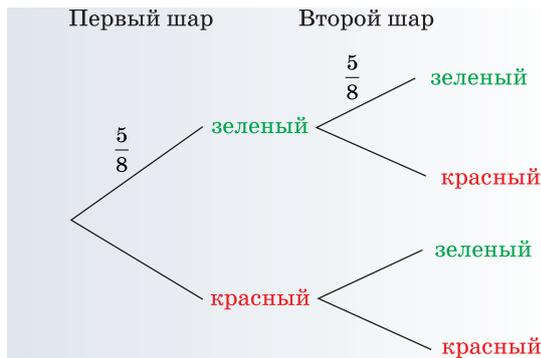 Первый шар Второй шар
5/8
зеленый
зеленый
5/8
красный
зеленый
красный
красный